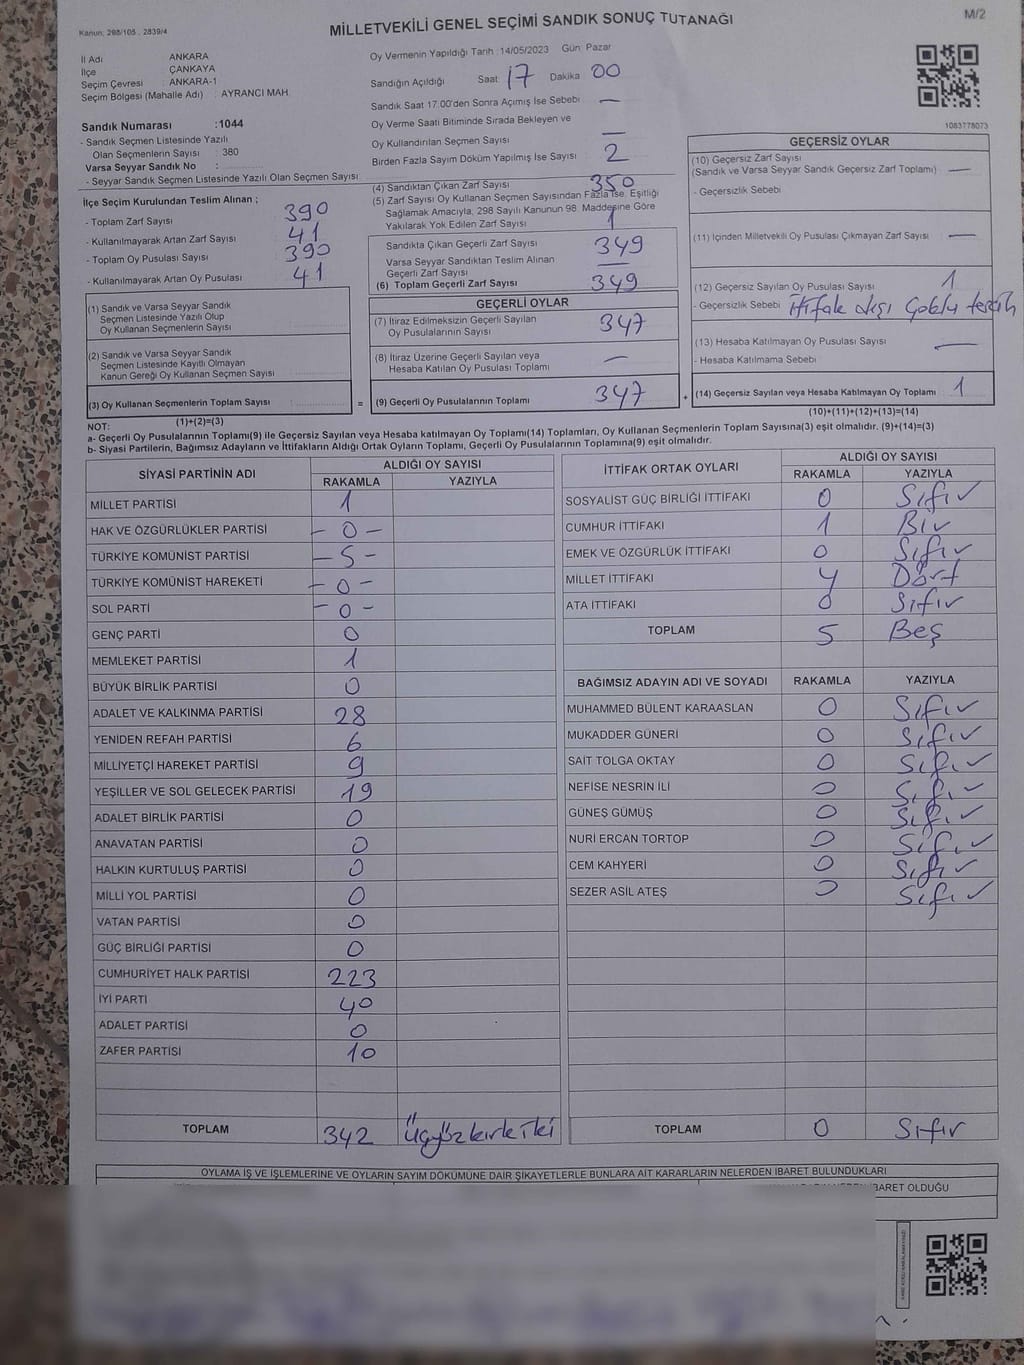 Kanun: 298/105 , 2839/4
MİLLETVEKİLİ GENEL SEÇİMİ SANDIK SONUÇ TUTANAĞI
M/2
İl Adı ANKARA
İlçe ÇANKAYA
Seçim Çevresi : ANKARA-1
Seçim Bölgesi (Mahalle Adı) : AYRANCI MAH.
Oy Vermenin Yapıldığı Tarih :14/05/2023 Gün: Pazar
Sandığın Açıldığı Saat: 17 Dakika 00
Sandık Saat 17.00'den Sonra Açımış İse Sebebi —
Oy Verme Saati Bitiminde Sırada Bekleyen ve
Oy Kullandırılan Seçmen Sayısı —
Birden Fazla Sayım Döküm Yapılmış İse Sayısı 2
1083778073
Sandık Numarası :1044
- Sandık Seçmen Listesinde Yazılı
Olan Seçmenlerin Sayısı : 380
Varsa Seyyar Sandık No :
- Seyyar Sandık Seçmen Listesinde Yazılı Olan Seçmen Sayısı
İlçe Seçim Kurulundan Teslim Alınan ;
- Toplam Zarf Sayısı 390
- Kullanılmayarak Artan Zarf Sayısı 41
- Toplam Oy Pusulası Sayısı 390
- Kullanılmayarak Artan Oy Pusulası 41
(1) Sandık ve Varsa Seyyar Sandık
Seçmen Listesinde Yazılı Olup
Oy Kullanan Seçmenlerin Sayısı
(2) Sandık ve Varsa Seyyar Sandık
Seçmen Listesinde Kayıtlı Olmayan
Kanun Gereği Oy Kullanan Seçmen Sayısı
(3) Oy Kullanan Seçmenlerin Toplam Sayısı :
(1)+(2)=(3)
=
(4) Sandıktan Çıkan Zarf Sayısı 350
(5) Zarf Sayısı Oy Kullanan Seçmen Sayısından Fazla İse, Eşitliği
Sağlamak Amacıyla, 298 Sayılı Kanunun 98. Maddesine Göre
Yakılarak Yok Edilen Zarf Sayısı 1
Sandıkta Çıkan Geçerli Zarf Sayısı 349
Varsa Seyyar Sandıktan Teslim Alınan
Geçerli Zarf Sayısı —
(6) Toplam Geçerli Zarf Sayısı 349
GEÇERLİ OYLAR
(7) İtiraz Edilmeksizin Geçerli Sayılan
Oy Pusulalarının Sayısı 347
(8) İtiraz Üzerine Geçerli Sayılan veya
Hesaba Katılan Oy Pusulası Toplamı —
(9) Geçerli Oy Pusulalarının Toplamı 347
+
GEÇERSİZ OYLAR
(10) Geçersiz Zarf Sayısı
(Sandık ve Varsa Seyyar Sandık Geçersiz Zarf Toplamı) —
- Geçersizlik Sebebi
(11) İçinden Milletvekili Oy Pusulası Çıkmayan Zarf Sayısı —
(12) Geçersiz Sayılan Oy Pusulası Sayısı 1
- Geçersizlik Sebebi ittifak dışı çoklu tercih
(13) Hesaba Katılmayan Oy Pusulası Sayısı —
- Hesaba Katılmama Sebebi
(14) Geçersiz Sayılan veya Hesaba Katılmayan Oy Toplamı 1
(10)+(11)+(12)+(13)=(14)
NOT:
a- Geçerli Oy Pusulalarının Toplamı(9) ile Geçersiz Sayılan veya Hesaba katılmayan Oy Toplamı(14) Toplamları, Oy Kullanan Seçmenlerin Toplam Sayısına(3) eşit olmalıdır. (9)+(14)=(3)
b- Siyasi Partilerin, Bağımsız Adayların ve İttifakların Aldığı Ortak Oyların Toplamı, Geçerli Oy Pusulalarının Toplamına(9) eşit olmalıdır.
SİYASİ PARTİNİN ADI
ALDIĞI OY SAYISI
RAKAMLA YAZIYLA
MİLLET PARTİSİ 1
HAK VE ÖZGÜRLÜKLER PARTİSİ - 0 -
TÜRKİYE KOMÜNİST PARTİSİ - 5 -
TÜRKİYE KOMÜNİST HAREKETİ - 0 -
SOL PARTİ - 0 -
GENÇ PARTİ 0
MEMLEKET PARTİSİ 1
BÜYÜK BİRLİK PARTİSİ 0
ADALET VE KALKINMA PARTİSİ 28
YENİDEN REFAH PARTİSİ 6
MİLLİYETÇİ HAREKET PARTİSİ 9
YEŞİLLER VE SOL GELECEK PARTİSİ 19
ADALET BİRLİK PARTİSİ 0
ANAVATAN PARTİSİ 0
HALKIN KURTULUŞ PARTİSİ 0
MİLLİ YOL PARTİSİ 0
VATAN PARTİSİ 0
GÜÇ BİRLİĞİ PARTİSİ 0
CUMHURİYET HALK PARTİSİ 223
İYİ PARTİ 40
ADALET PARTİSİ 0
ZAFER PARTİSİ 10
TOPLAM 342 Üçyüzkırkiki
İTTİFAK ORTAK OYLARI
ALDIĞI OY SAYISI
RAKAMLA YAZIYLA
SOSYALİST GÜÇ BİRLİĞİ İTTİFAKI 0 Sıfır
CUMHUR İTTİFAKI 1 Bir
EMEK VE ÖZGÜRLÜK İTTİFAKI 0 Sıfır
MİLLET İTTİFAKI 4 Dört
ATA İTTİFAKI 0 Sıfır
TOPLAM 5 Beş
BAĞIMSIZ ADAYIN ADI VE SOYADI RAKAMLA YAZIYLA
MUHAMMED BÜLENT KARAASLAN 0 Sıfır
MUKADDER GÜNERİ 0 Sıfır
SAİT TOLGA OKTAY 0 Sıfır
NEFİSE NESRİN İLİ 0 Sıfır
GÜNEŞ GÜMÜŞ 0 Sıfır
NURİ ERCAN TORTOP 0 Sıfır
CEM KAHYERİ 0 Sıfır
SEZER ASİL ATEŞ 0 Sıfır
TOPLAM 0 Sıfır
OYLAMA İŞ VE İŞLEMLERİNE VE OYLARIN SAYIM DÖKÜMÜNE DAİR ŞİKAYETLERLE BUNLARA AİT KARARLARIN NELERDEN İBARET BULUNDUKLARI
İBARET OLDUĞU